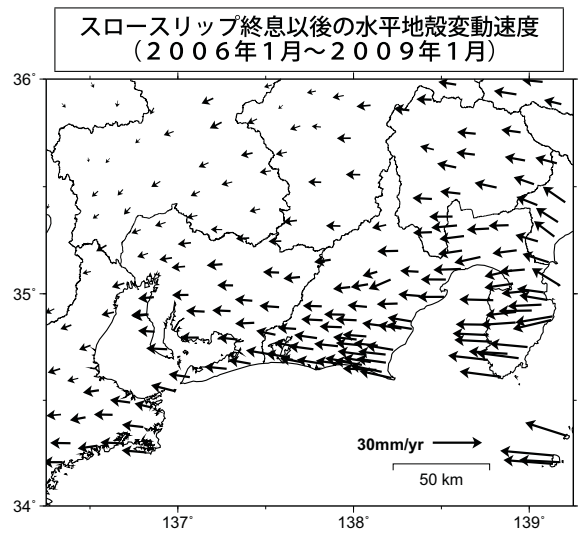 スロースリップ終息以後の水平地殻変動速度
（２００６年１月～２００９年１月）
36˚
35˚
30mm/yr
50 km
34˚
137˚ 138˚ 139˚